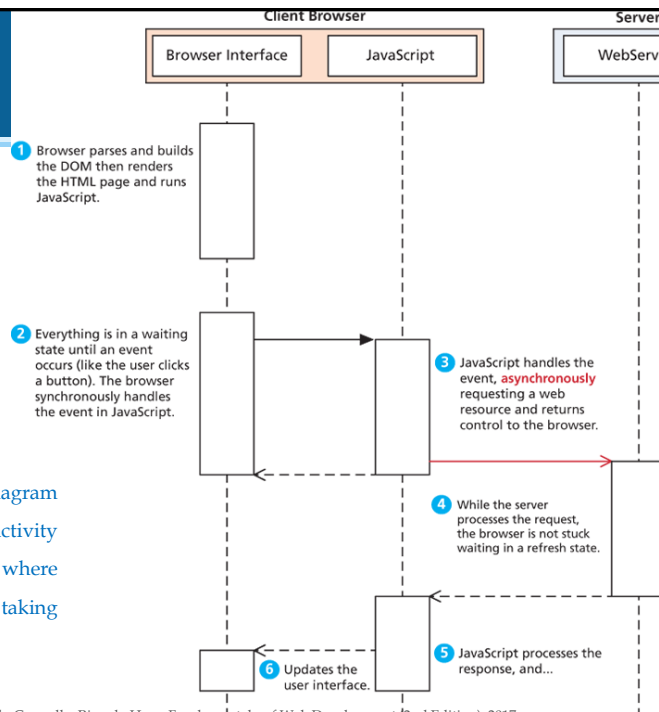 Client Browser
Server
Browser Interface
JavaScript
WebServ
1 Browser parses and builds
the DOM then renders
the HTML page and runs
JavaScript.
2 Everything is in a waiting
state until an event
occurs (like the user clicks
a button). The browser
synchronously handles
the event in JavaScript.
3 JavaScript handles the
event, asynchronously
requesting a web
resource and returns
control to the browser.
agram
ctivity
where
taking
4 While the server
processes the request,
the browser is not stuck
waiting in a refresh state.
5 JavaScript processes the
response, and...
6 Updates the
user interface.